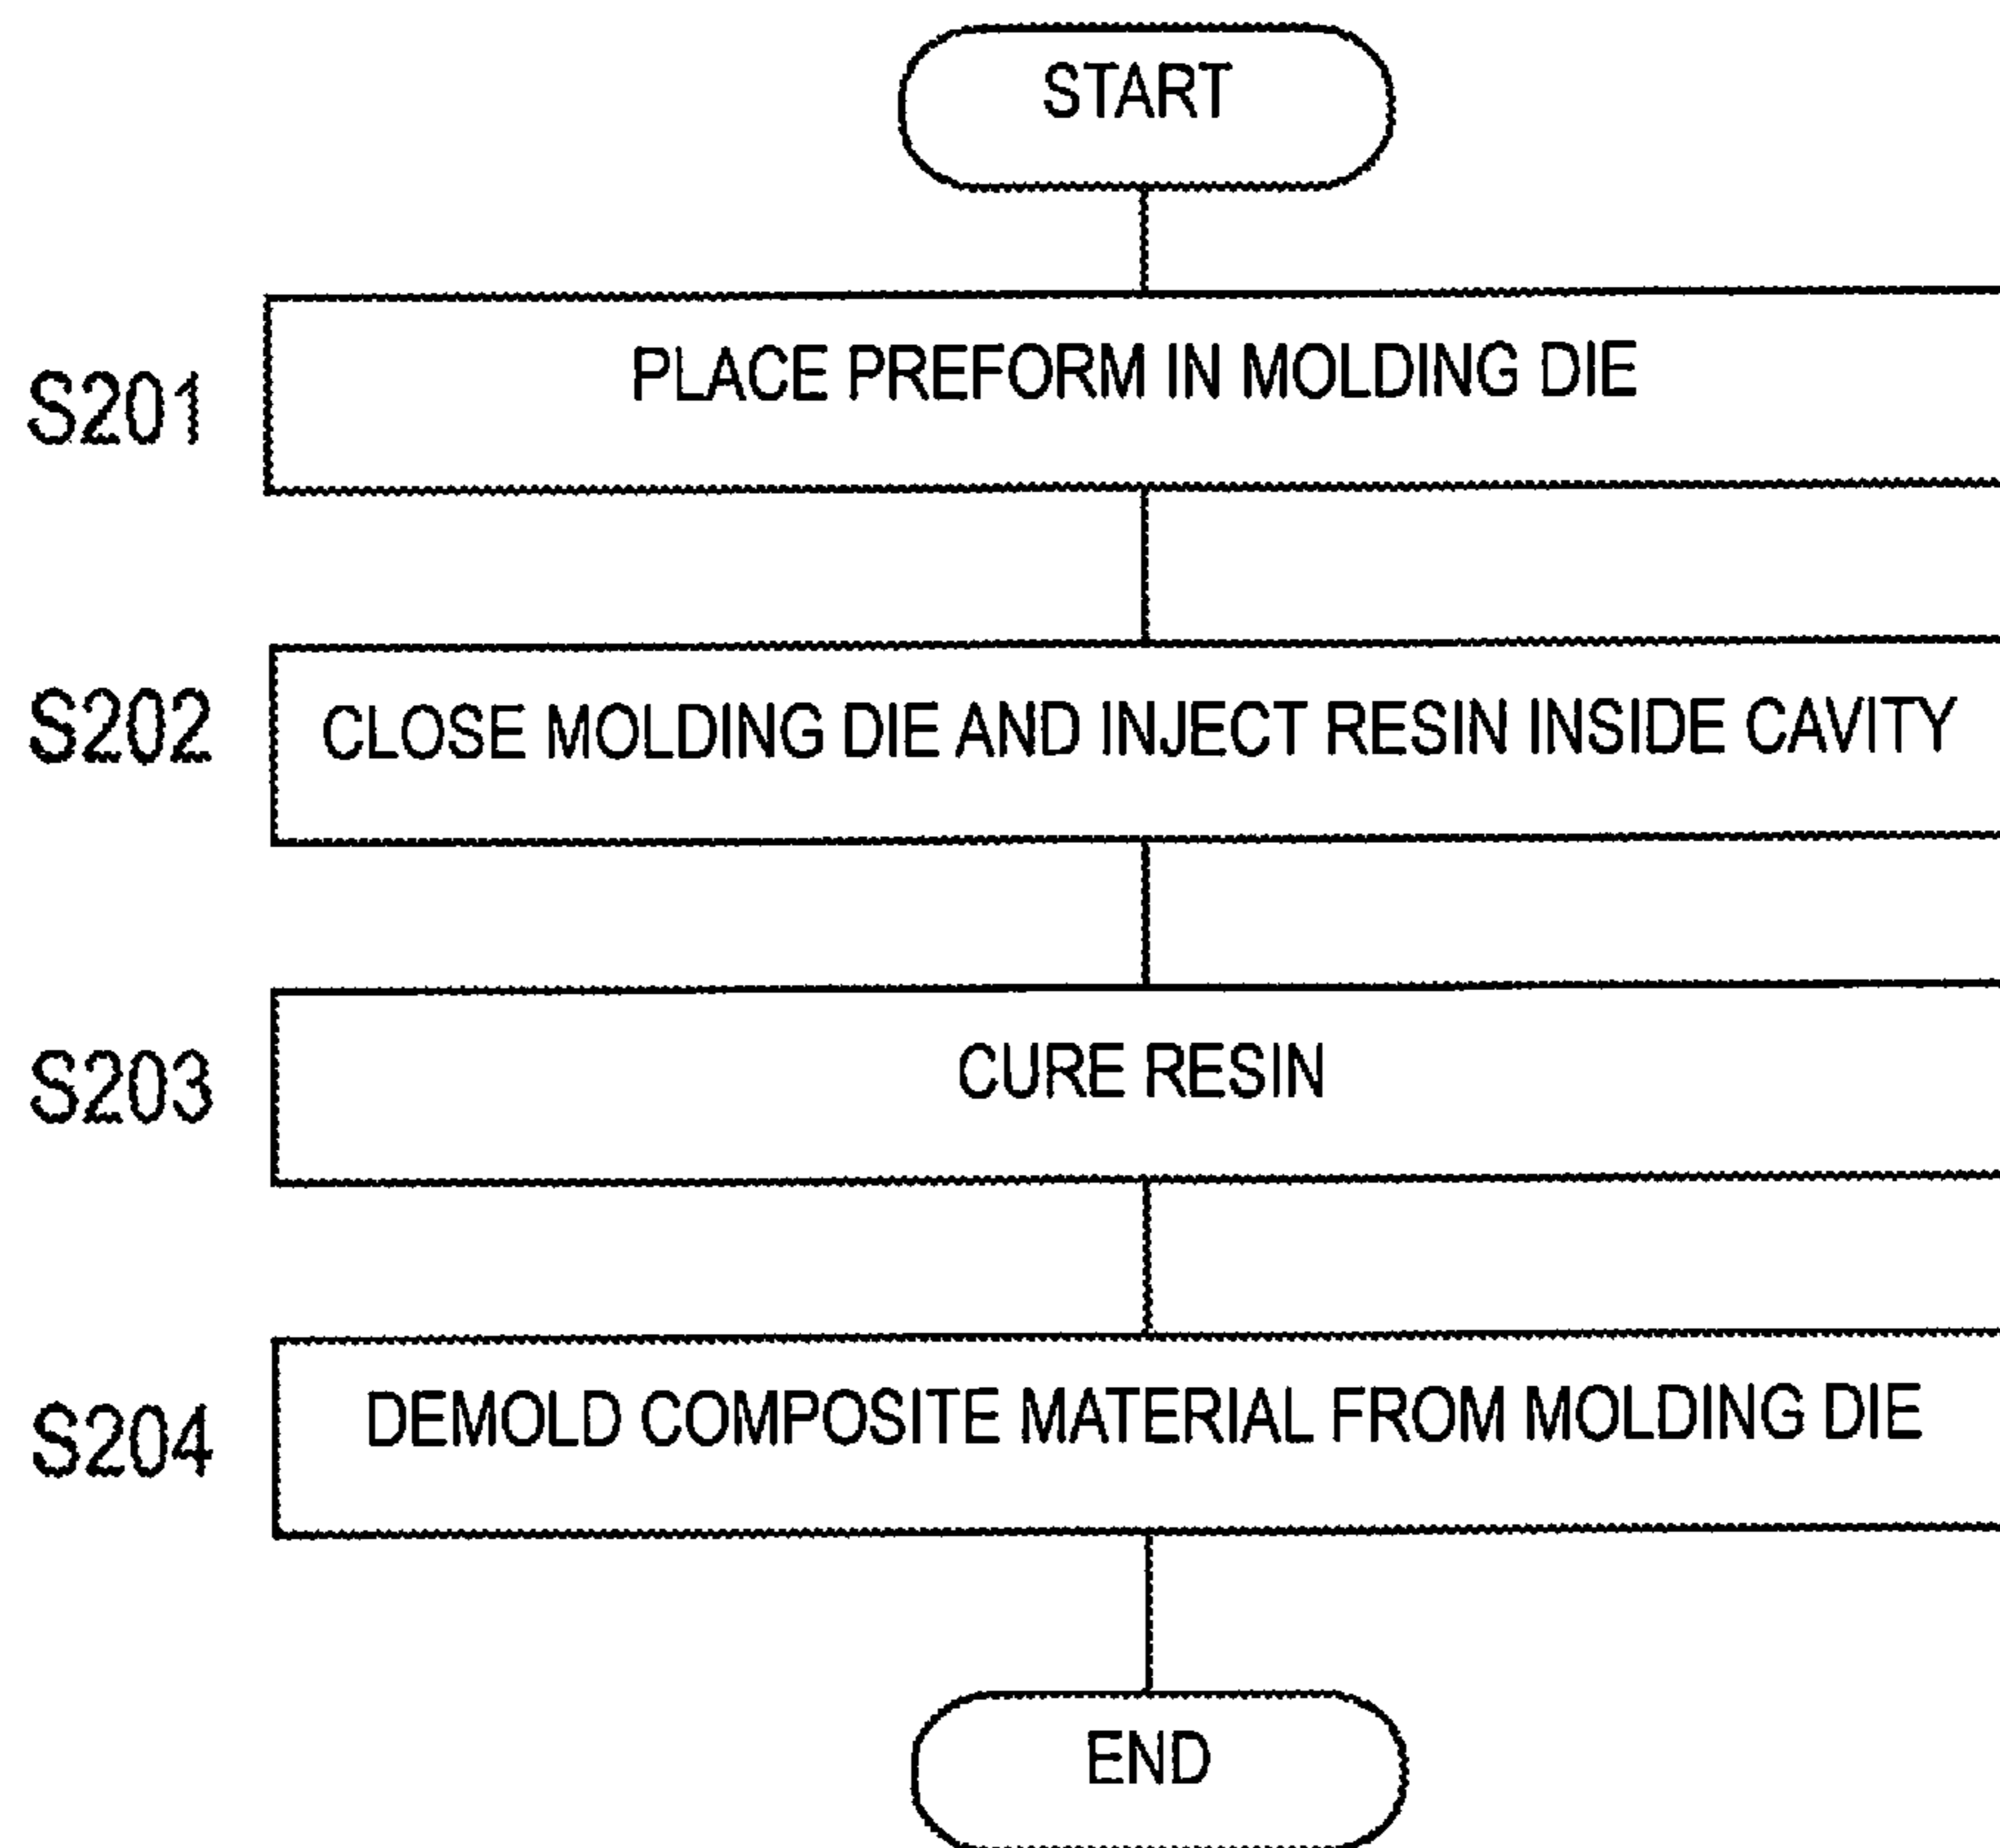 START
S201
PLACE PREFORM IN MOLDING DIE
S202
CLOSE MOLDING DIE AND INJECT RESIN INSIDE CAVITY
S203
CURE RESIN
S204
DEMOLD COMPOSITE MATERIAL FROM MOLDING DIE
END